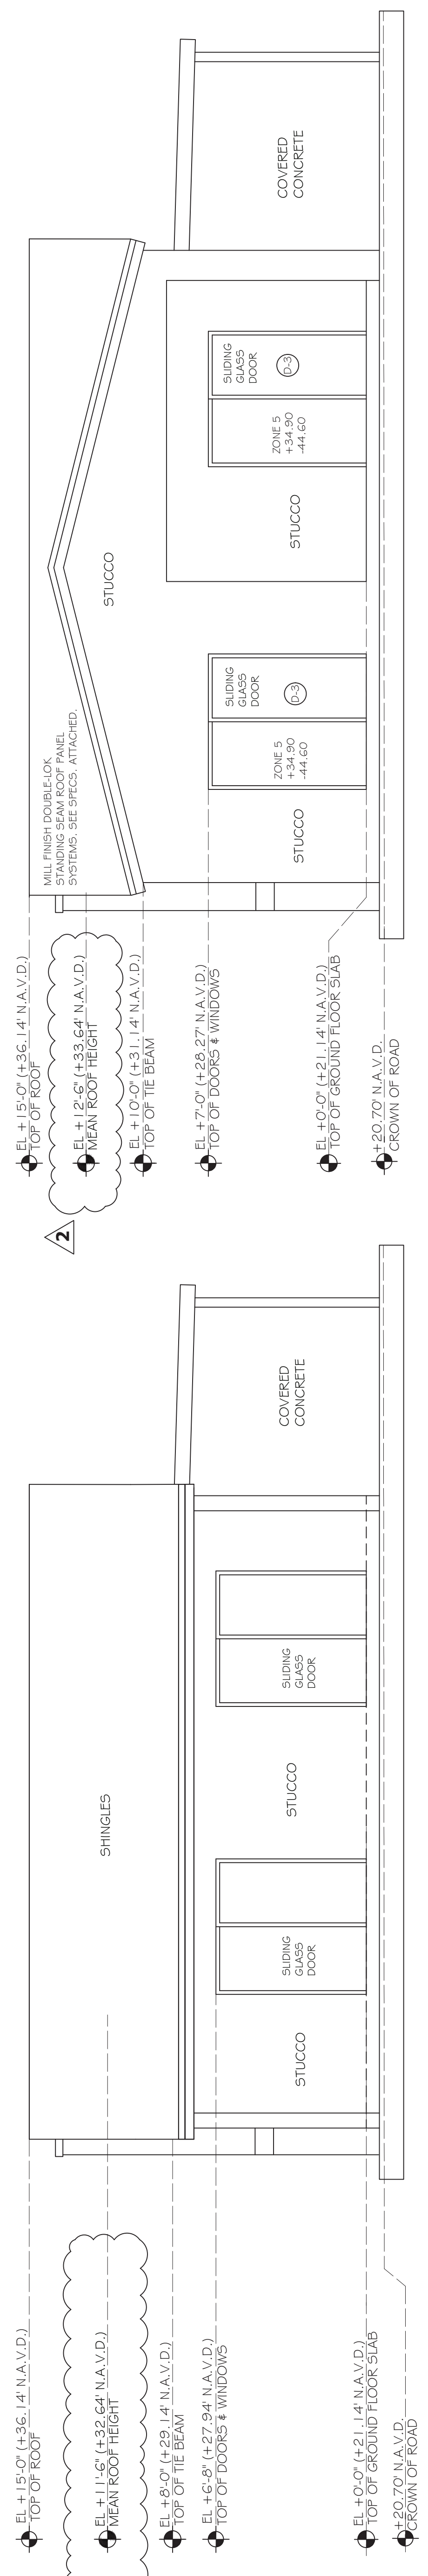 EL +15'-0" (+36.14' N.A.V.D.)
TOP OF ROOF
EL +11'-6" (+32.64' N.A.V.D.)
MEAN ROOF HEIGHT
EL +8'-0" (+29.14' N.A.V.D.)
TOP OF TIE BEAM
EL +6'-8" (+27.94' N.A.V.D.)
TOP OF DOORS & WINDOWS
EL +0'-0" (+21.14' N.A.V.D.)
TOP OF GROUND FLOOR SLAB
+20.70' N.A.V.D.
CROWN OF ROAD
SHINGLES
STUCCO
SLIDING
GLASS
DOOR
STUCCO
SLIDING
GLASS
DOOR
COVERED
CONCRETE
2
EL +15'-0" (+36.14' N.A.V.D.)
TOP OF ROOF
EL +12'-6" (+33.64' N.A.V.D.)
MEAN ROOF HEIGHT
EL +10'-0" (+31.14' N.A.V.D.)
TOP OF TIE BEAM
EL +7'-0" (+28.27' N.A.V.D.)
TOP OF DOORS & WINDOWS
EL +0'-0" (+21.14' N.A.V.D.)
TOP OF GROUND FLOOR SLAB
+20.70' N.A.V.D.
CROWN OF ROAD
MILL FINISH DOUBLE-LOK
STANDING SEAM ROOF PANEL
SYSTEMS. SEE SPECS. ATTACHED.
STUCCO
STUCCO
ZONE 5
+34.90
-44.60
SLIDING
GLASS
DOOR
D-3
STUCCO
ZONE 5
+34.90
-44.60
SLIDING
GLASS
DOOR
D-3
COVERED
CONCRETE